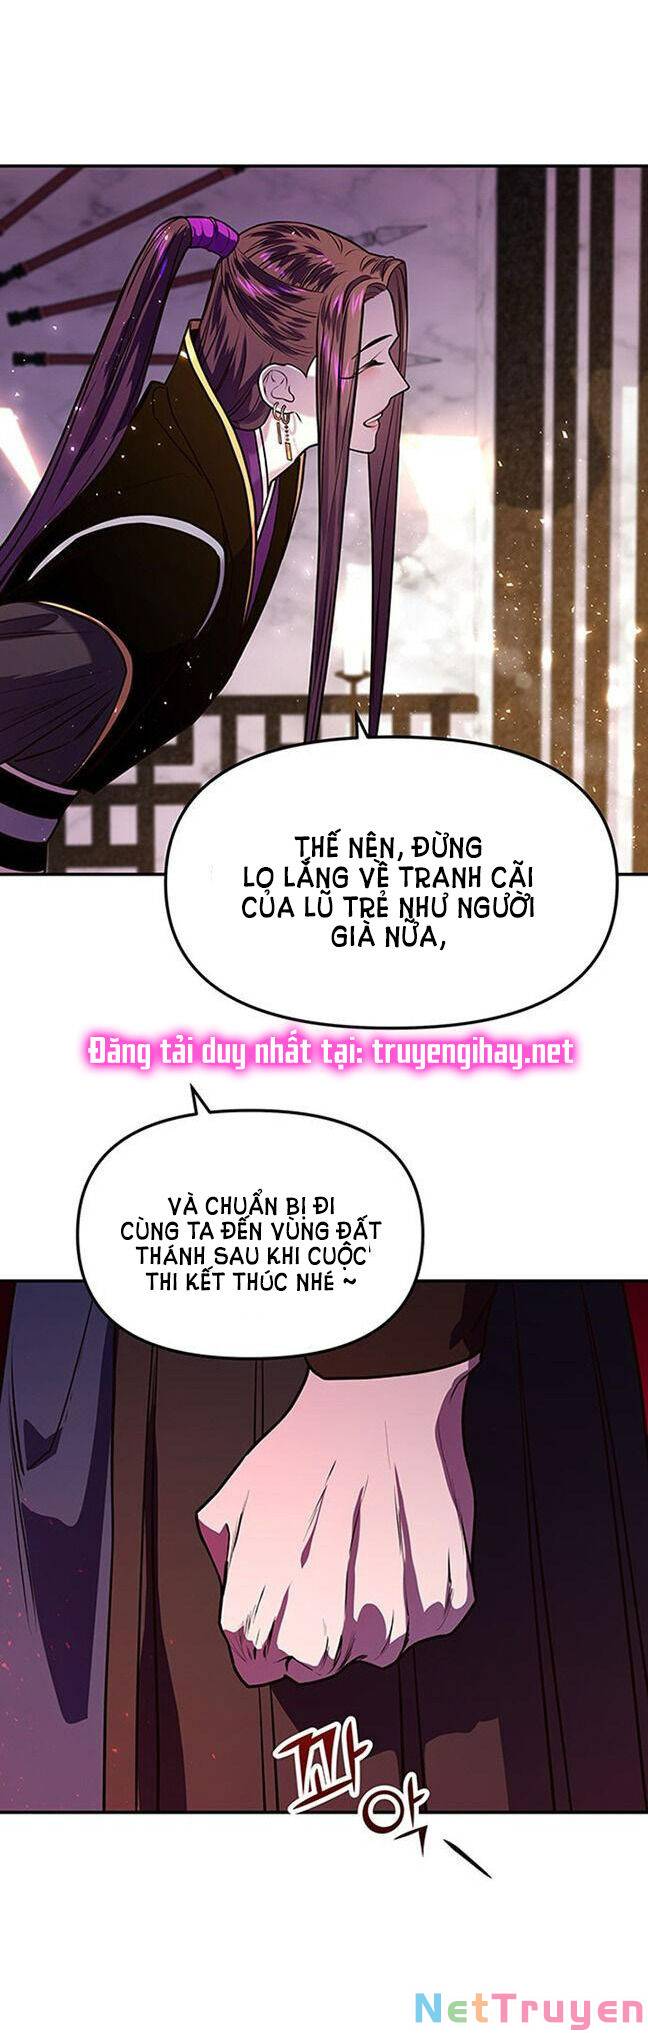 THẾ NÊN, ĐỪNG
LO LẮNG VỀ TRANH CÃI
CỦA LŨ TRẺ NHƯ NGƯỜI
GIÀ NỮA,
Đăng tải duy nhất tại: truyengihay.net
VÀ CHUẨN BỊ ĐI
CÙNG TA ĐẾN VÙNG ĐẤT
THÁNH SAU KHI CUỘC
THI KẾT THÚC NHÉ ~
꽈
악
NetTruyen